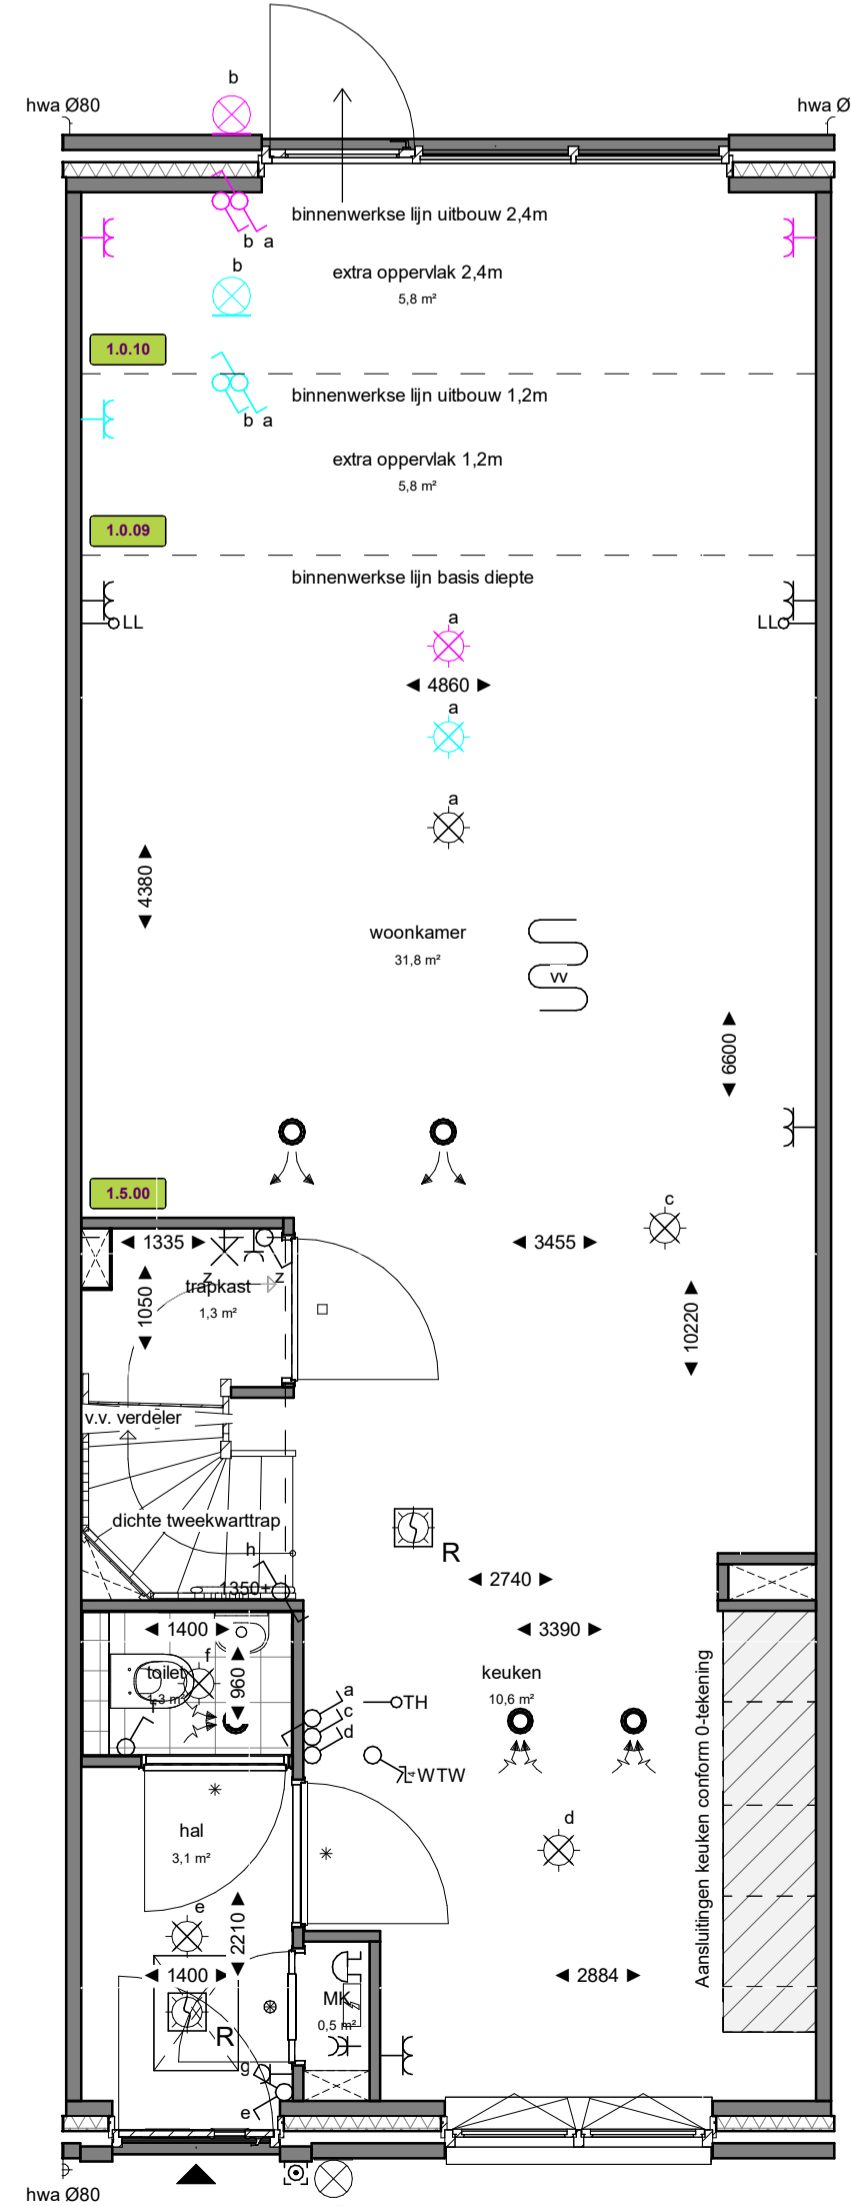 b
hwa Ø80
hwa Ø
binnenwerkse lijn uitbouw 2,4m
b a
b
extra oppervlak 2,4m
5,8 m²
1.0.10
binnenwerkse lijn uitbouw 1,2m
b a
extra oppervlak 1,2m
5,8 m²
1.0.09
binnenwerkse lijn basis diepte
LL
LL
a
4860
a
a
4380
woonkamer
31,8 m²
vv
6600
1.5.00
c
1335
3455
z
z
trapkast
1,3 m²
1050
10220
v.v. verdeler
dichte tweekwarttrap
h
R
1350+
2740
1400
3390
f
toilet
1,3 m²
960
keuken
10,6 m²
a
TH
c
d
f
WTW
Aansluitingen keuken conform 0-tekening
hal
3,1 m²
d
e
2210
1400
2884
MK
0,5 m²
R
g
e
hwa Ø80